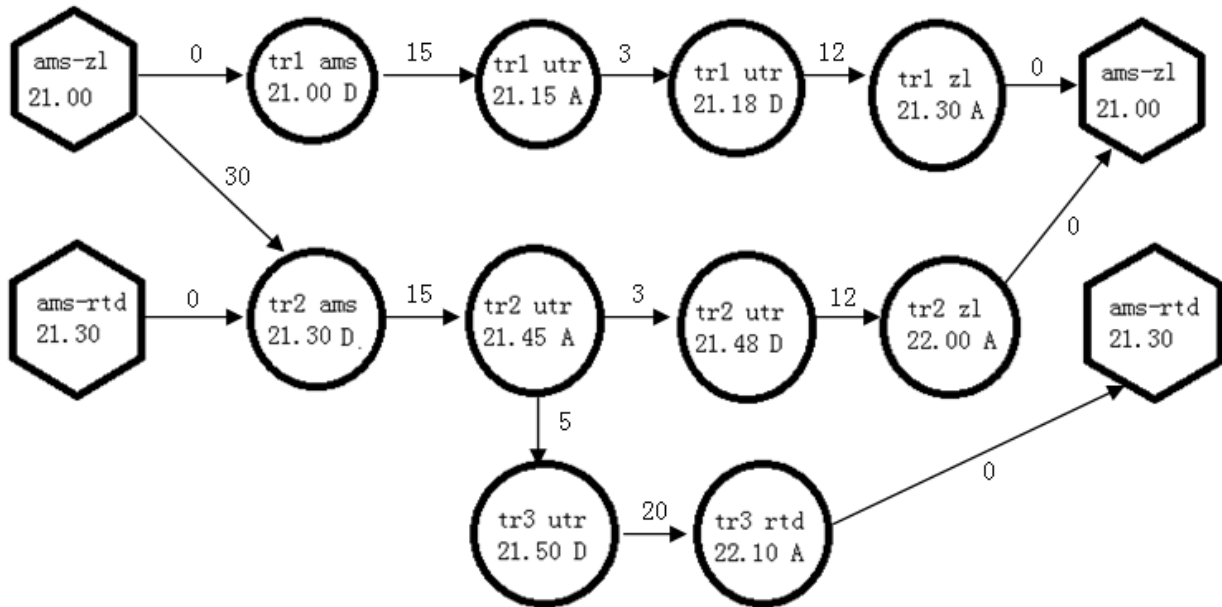 0
15
3
12
0
ams-zl
21.00
tr1 ams
21.00 D
tr1 utr
21.15 A
tr1 utr
21.18 D
tr1 zl
21.30 A
ams-zl
21.00
30
0
ams-rtd
21.30
0
tr2 ams
21.30 D
15
tr2 utr
21.45 A
3
tr2 utr
21.48 D
12
tr2 zl
22.00 A
ams-rtd
21.30
5
0
tr3 utr
21.50 D
20
tr3 rtd
22.10 A